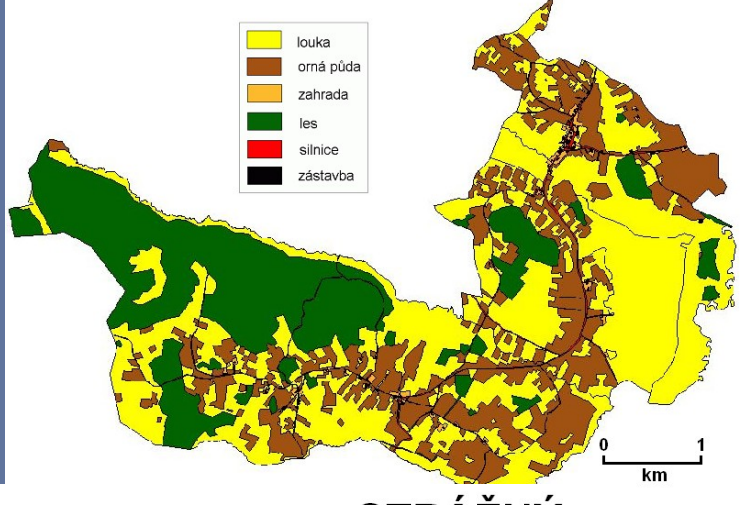 louka
orná půda
zahrada
les
silnice
zástavba
0 1
km